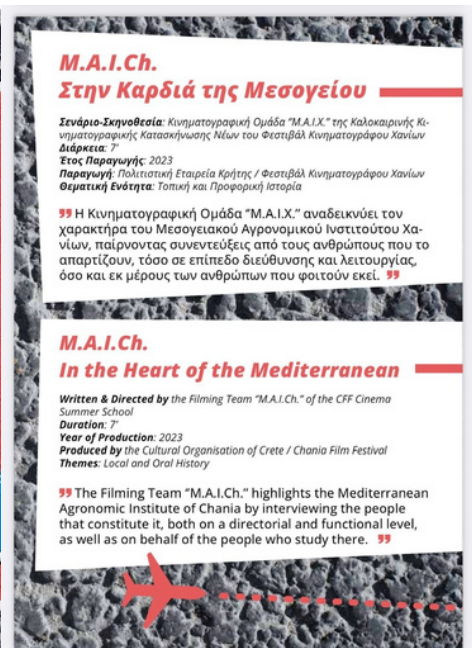 M.A.I.Ch.
Στην Καρδιά της Μεσογείου
Σενάριο-Σκηνοθεσία: Κινηματογραφική Ομάδα “Μ.Α.Ι.Χ.” της Καλοκαιρινής Κι-
νηματογραφικής Κατασκήνωσης Νέων του Φεστιβάλ Κινηματογράφου Χανίων
Διάρκεια: 7'
Έτος Παραγωγής: 2023
Παραγωγή: Πολιτιστική Εταιρεία Κρήτης / Φεστιβάλ Κινηματογράφου Χανίων
Θεματική Ενότητα: Τοπική και Προφορική Ιστορία
” Η Κινηματογραφική Ομάδα “Μ.Α.Ι.Χ.” αναδεικνύει τον
χαρακτήρα του Μεσογειακού Αγρονομικού Ινστιτούτου Χα-
νίων, παίρνοντας συνεντεύξεις από τους ανθρώπους που το
απαρτίζουν, τόσο σε επίπεδο διεύθυνσης και λειτουργίας,
όσο και εκ μέρους των ανθρώπων που φοιτούν εκεί. ”
M.A.I.Ch.
In the Heart of the Mediterranean
Written & Directed by the Filming Team “M.A.I.Ch.” of the CFF Cinema
Summer School
Duration: 7'
Year of Production: 2023
Produced by the Cultural Organisation of Crete / Chania Film Festival
Themes: Local and Oral History
” The Filming Team “M.A.I.Ch.” highlights the Mediterranean
Agronomic Institute of Chania by interviewing the people
that constitute it, both on a directorial and functional level,
as well as on behalf of the people who study there. ”